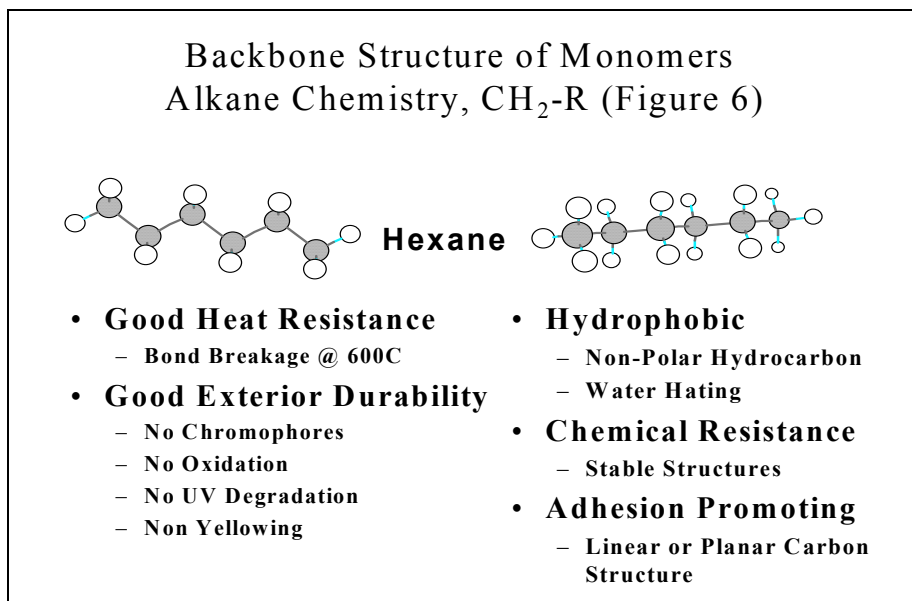 Backbone Structure of Monomers
Alkane Chemistry, CH₂-R (Figure 6)
Hexane
• Good Heat Resistance
– Bond Breakage @ 600C
• Good Exterior Durability
– No Chromophores
– No Oxidation
– No UV Degradation
– Non Yellowing
• Hydrophobic
– Non-Polar Hydrocarbon
– Water Hating
• Chemical Resistance
– Stable Structures
• Adhesion Promoting
– Linear or Planar Carbon
Structure